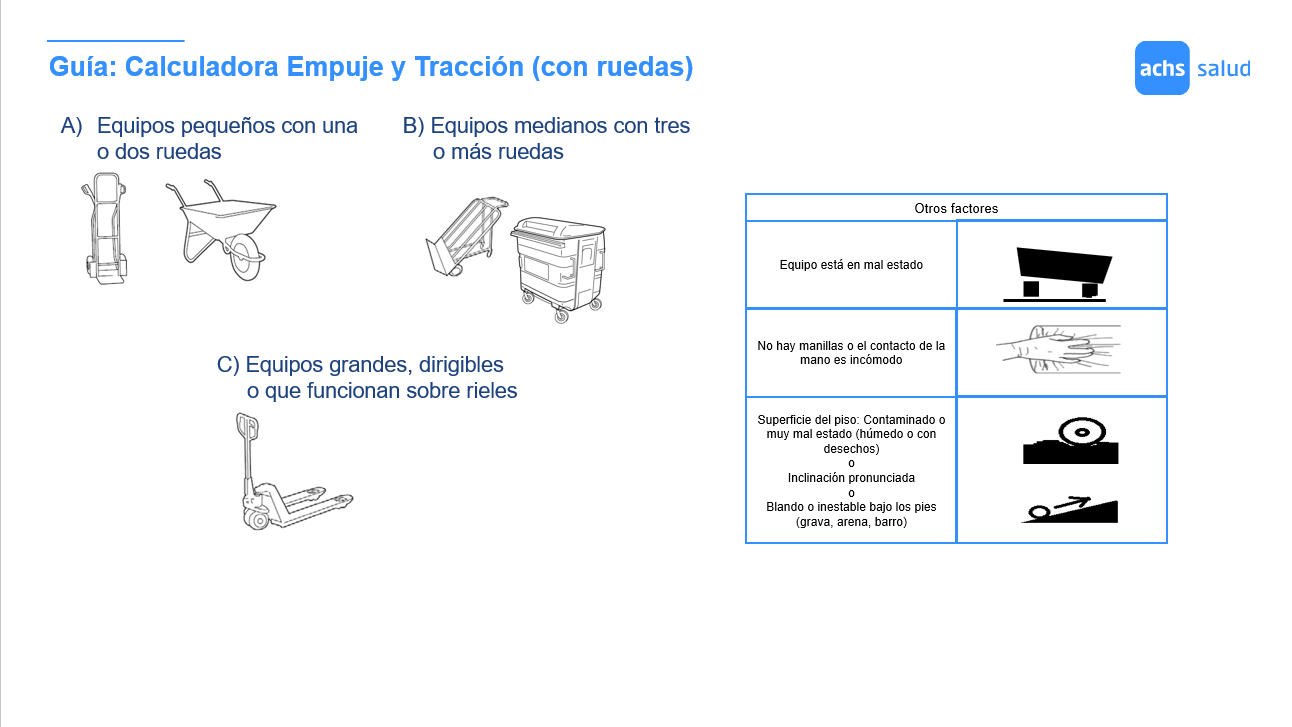 Guía: Calculadora Empuje y Tracción (con ruedas)
achs salud
A) Equipos pequeños con una
o dos ruedas
B) Equipos medianos con tres
o más ruedas
C) Equipos grandes, dirigibles
o que funcionan sobre rieles
Otros factores
Equipo está en mal estado
No hay manillas o el contacto de la
mano es incómodo
Superficie del piso: Contaminado o
muy mal estado (húmedo o con
desechos)
o
Inclinación pronunciada
o
Blando o inestable bajo los pies
(grava, arena, barro)